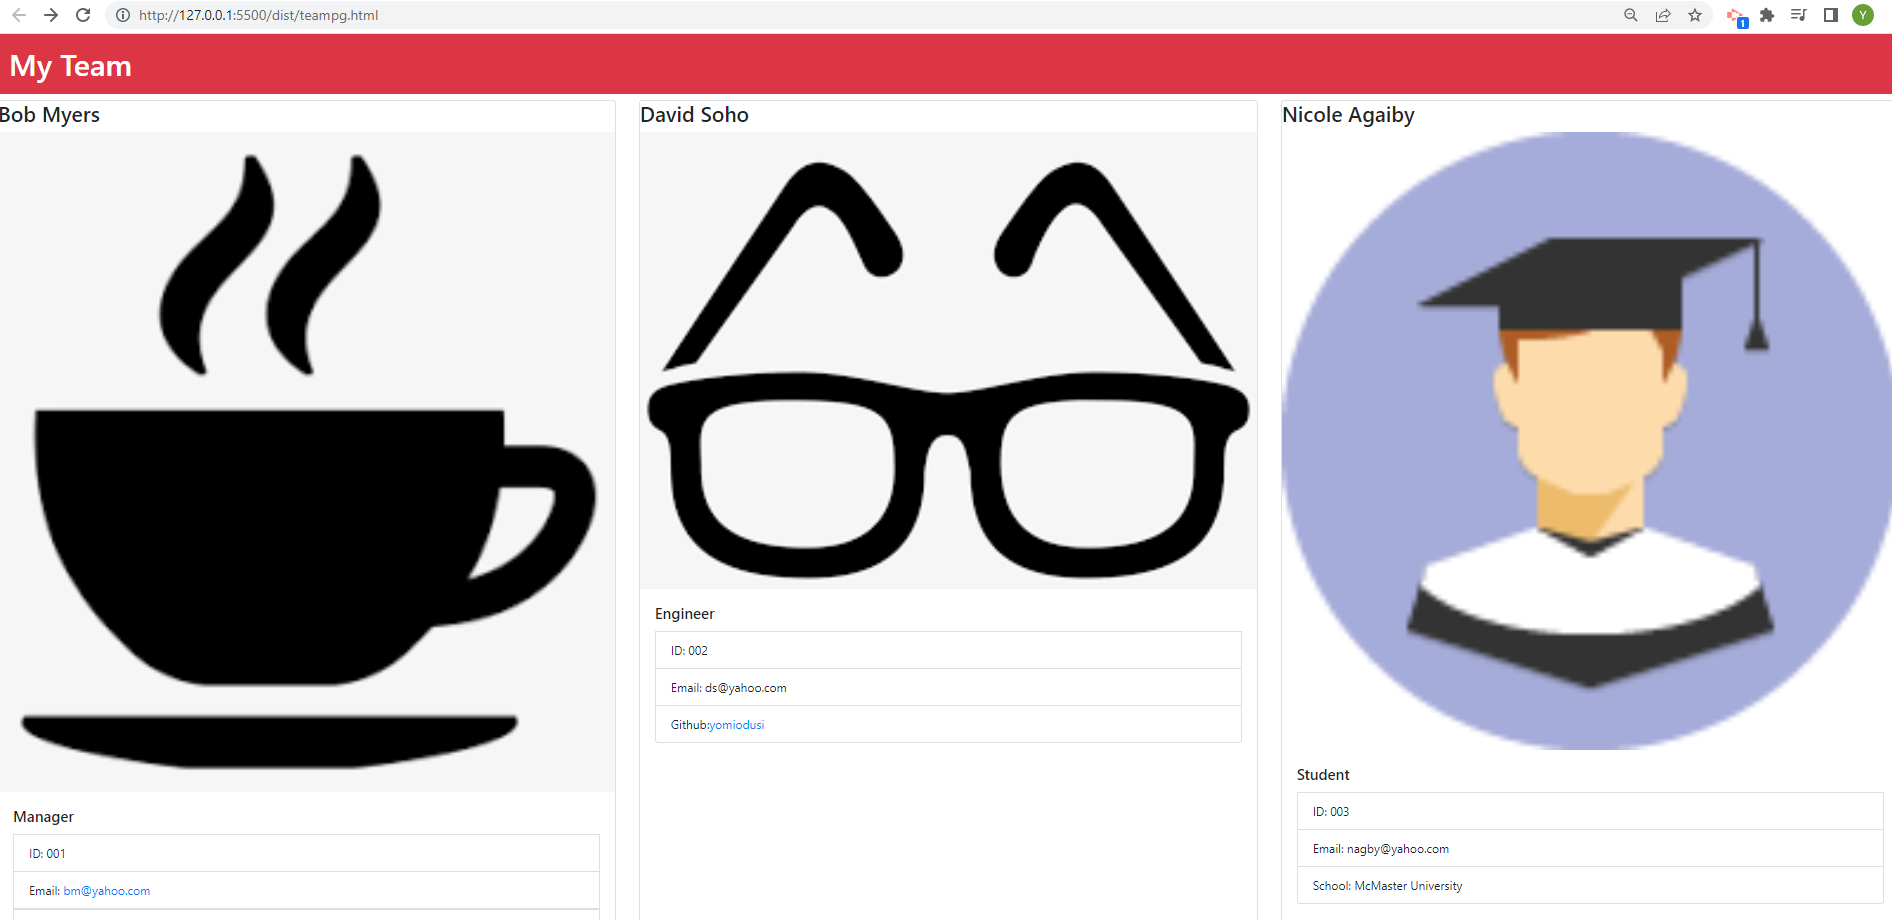 http://127.0.0.1:5500/dist/teampg.html
1
Y
My Team
Bob Myers
Manager
ID: 001
Email: bm@yahoo.com
David Soho
Engineer
ID: 002
Email: ds@yahoo.com
Github:yomiodusi
Nicole Agaiby
Student
ID: 003
Email: nagby@yahoo.com
School: McMaster University